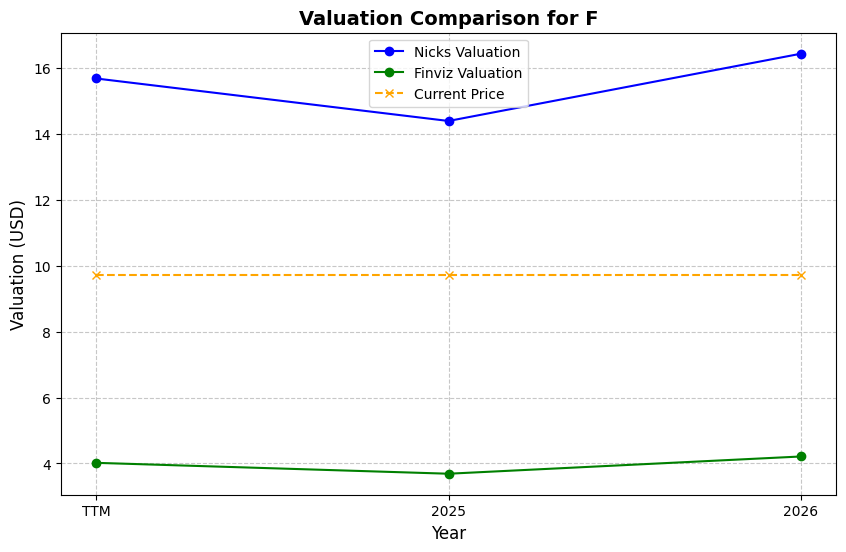 Valuation Comparison for F
Nicks Valuation
Finviz Valuation
Current Price
Valuation (USD)
16
14
12
10
8
6
4
TTM
2025
2026
Year